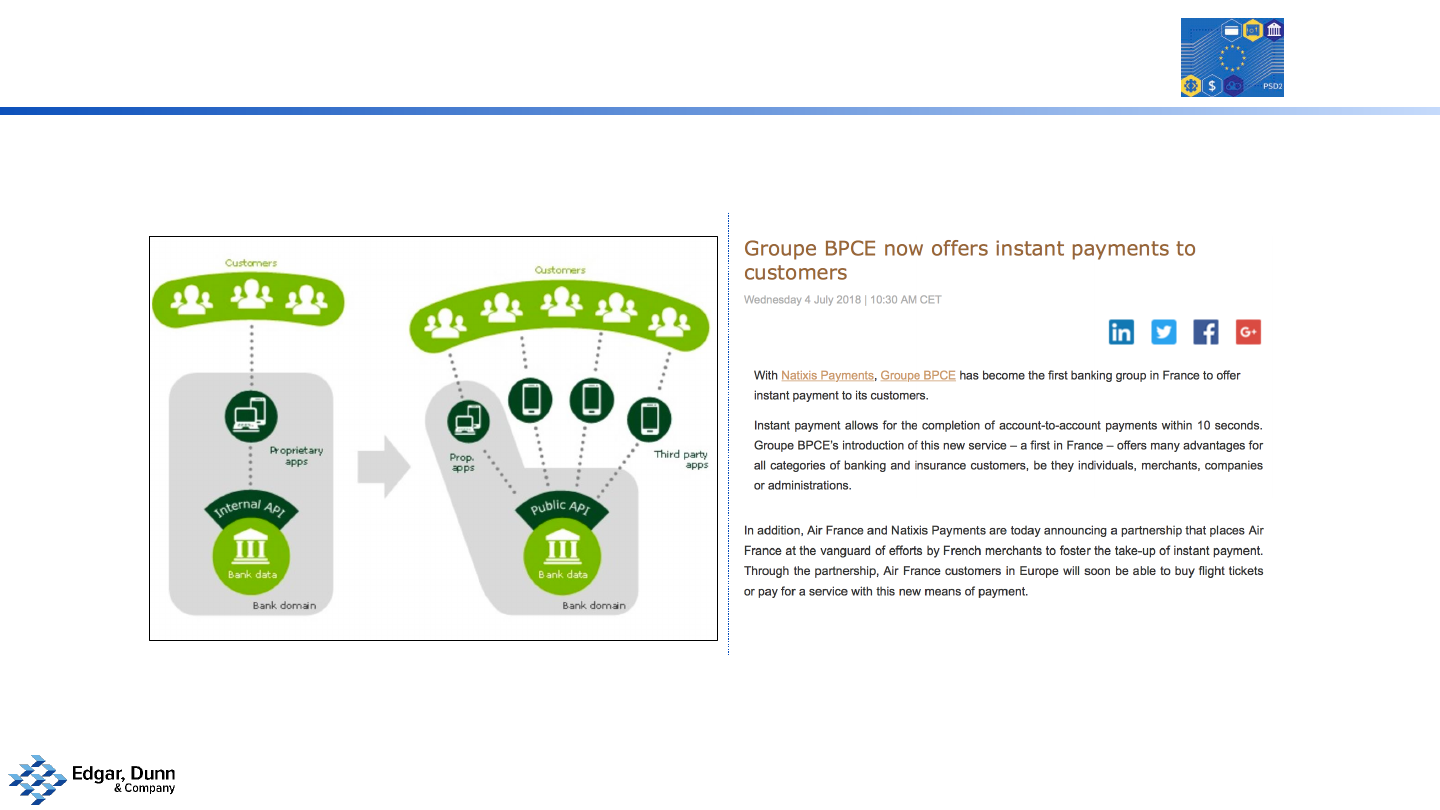 PSD2
Customers
Proprietary
apps
Internal API
Bank data
Bank domain
Customers
Prop.
apps
Third party
apps
Public API
Bank data
Bank domain
Groupe BPCE now offers instant payments to
customers
Wednesday 4 July 2018 | 10:30 AM CET
in
f
G+
With Natixis Payments, Groupe BPCE has become the first banking group in France to offer
instant payment to its customers.
Instant payment allows for the completion of account-to-account payments within 10 seconds.
Groupe BPCE's introduction of this new service – a first in France – offers many advantages for
all categories of banking and insurance customers, be they individuals, merchants, companies
or administrations.
In addition, Air France and Natixis Payments are today announcing a partnership that places Air
France at the vanguard of efforts by French merchants to foster the take-up of instant payment.
Through the partnership, Air France customers in Europe will soon be able to buy flight tickets
or pay for a service with this new means of payment.
Edgar, Dunn
& Company